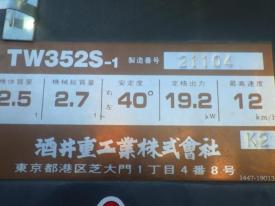 TW352S-1 製造番号 21104
機体質量 機械総質量 安定度 定格出力 最高速度
2.5 2.7 右左 40° 19.2 12
t t kW km/h
酒井重工業株式會社 K2
東京都港区芝大門1丁目4番8号
1447-19013